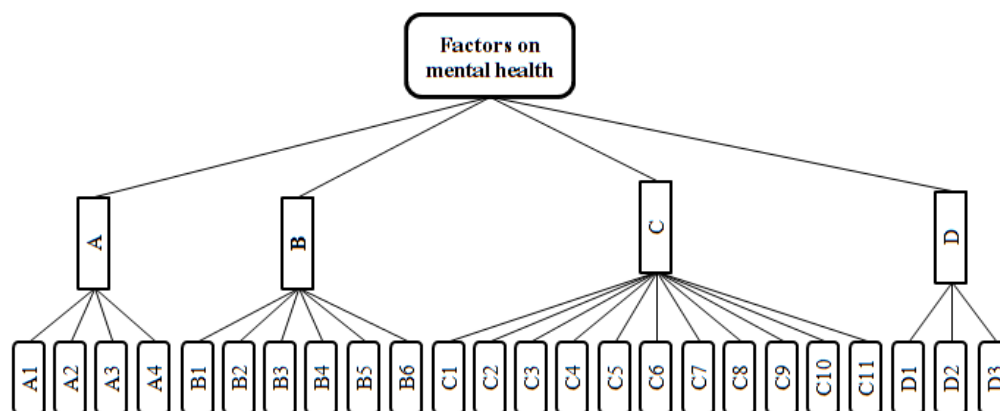 Factors on
mental health
A
B
C
D
A1
A2
A3
A4
B1
B2
B3
B4
B5
B6
C1
C2
C3
C4
C5
C6
C7
C8
C9
C10
C11
D1
D2
D3